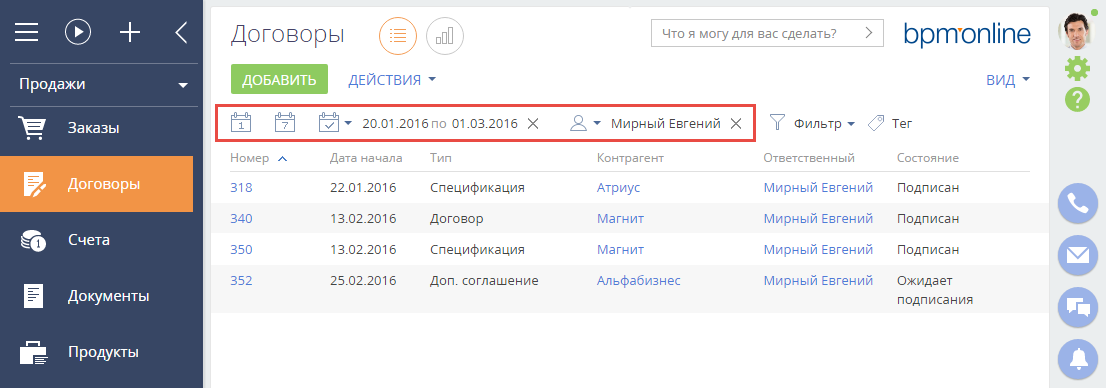 Договоры
Что я могу для вас сделать?
bpm'online
Продажи
ДОБАВИТЬ ДЕЙСТВИЯ ВИД
?
1 7 20.01.2016 по 01.03.2016 Мирный Евгений Фильтр Тег
Заказы
Договоры
Счета
1
Документы
Продукты
Номер Дата начала Тип Контрагент Ответственный Состояние
318 22.01.2016 Спецификация Атриус Мирный Евгений Подписан
340 13.02.2016 Договор Магнит Мирный Евгений Подписан
350 13.02.2016 Спецификация Магнит Мирный Евгений Подписан
352 25.02.2016 Доп. соглашение Альфабизнес Мирный Евгений Ожидает
подписания